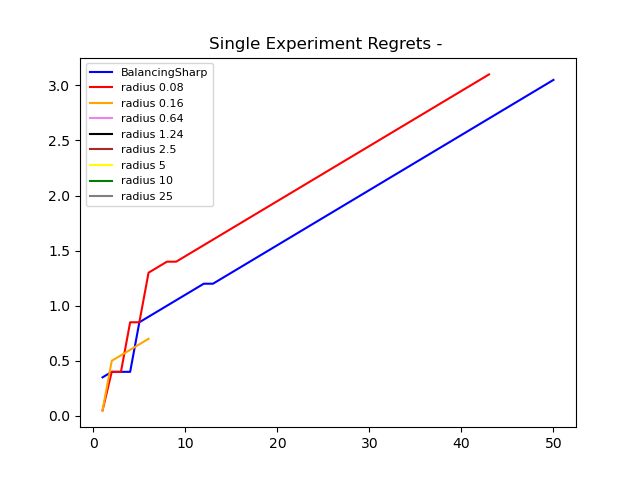 Single Experiment Regrets -
BalancingSharp
radius 0.08
radius 0.16
radius 0.64
radius 1.24
radius 2.5
radius 5
radius 10
radius 25
3.0
2.5
2.0
1.5
1.0
0.5
0.0
0 10 20 30 40 50